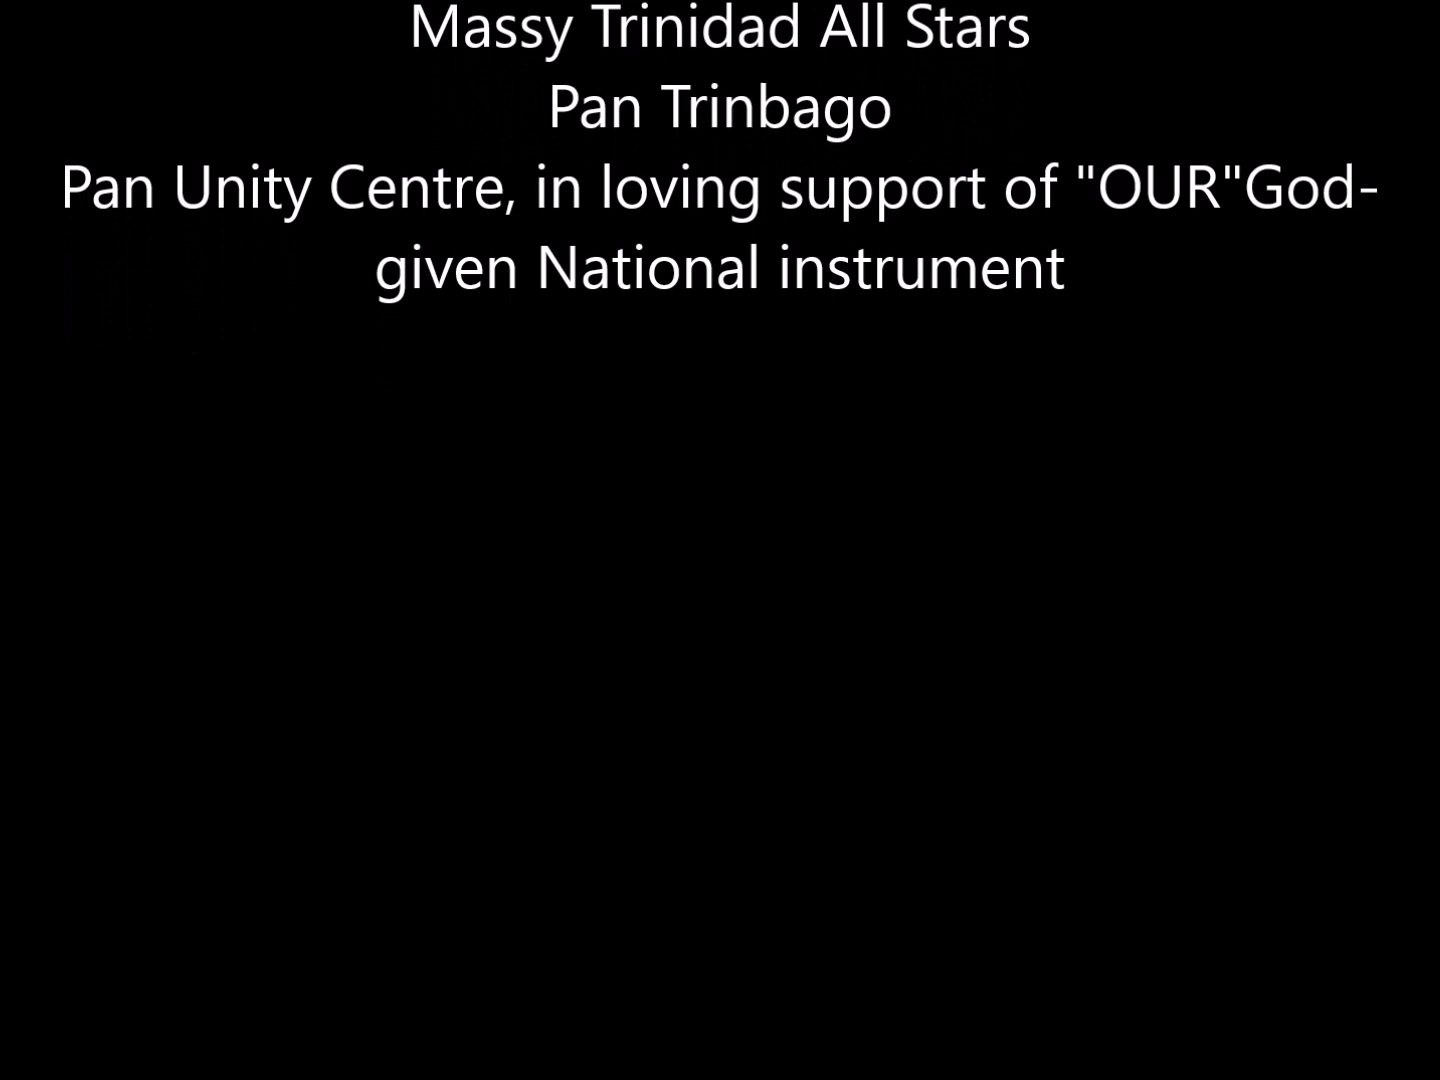 Massy Trinidad All Stars
Pan Trinbago
Pan Unity Centre, in loving support of "OUR"God-
given National instrument